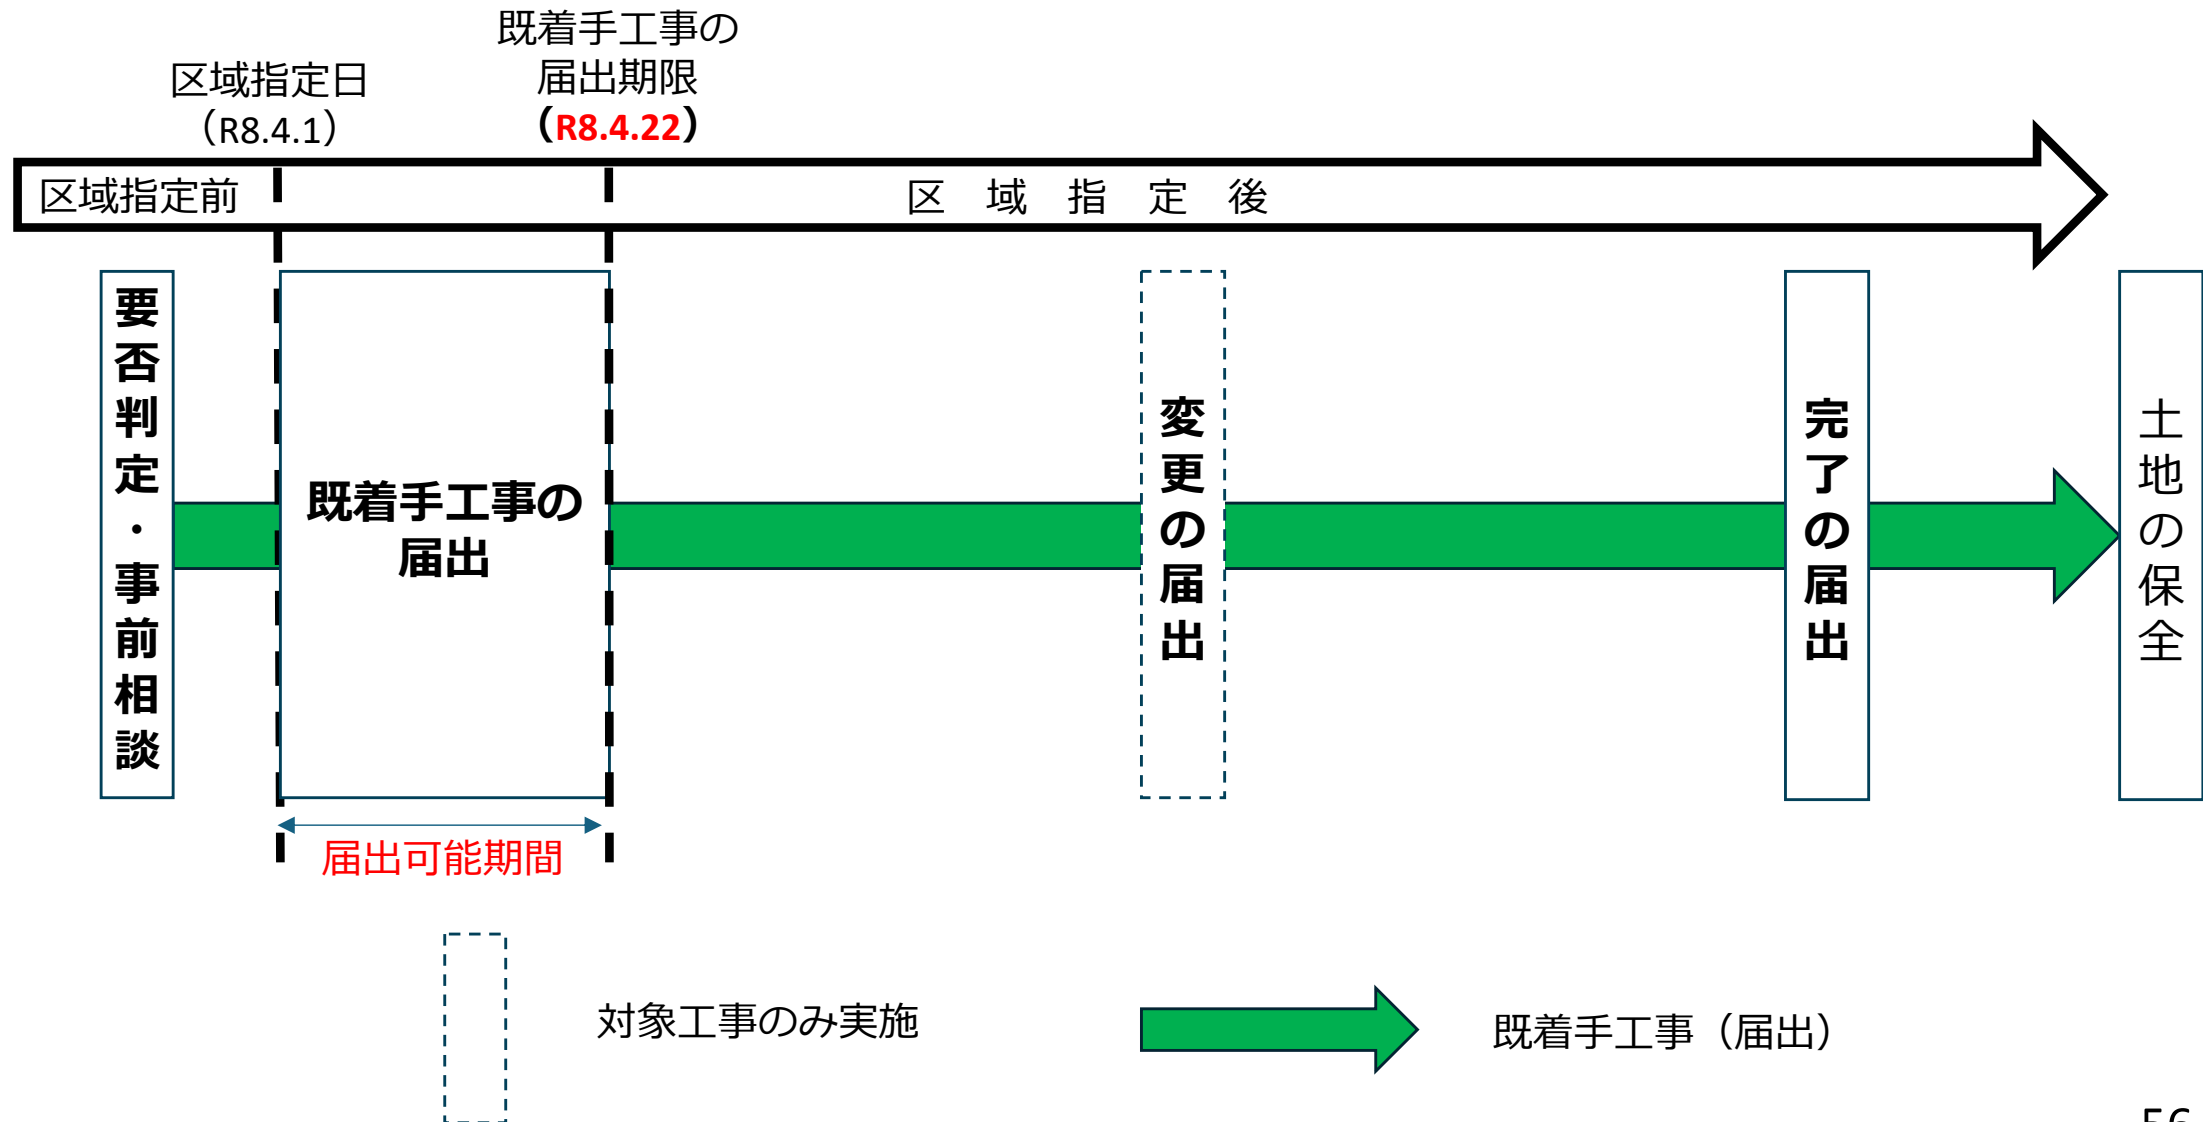 既着手工事の
届出期限
（R8.4.22）
区域指定日
（R8.4.1）
区域指定前
区域指定後
要否判定・事前相談
既着手工事の
届出
変更の届出
完了の届出
土地の保全
届出可能期間
対象工事のみ実施
既着手工事（届出）
56